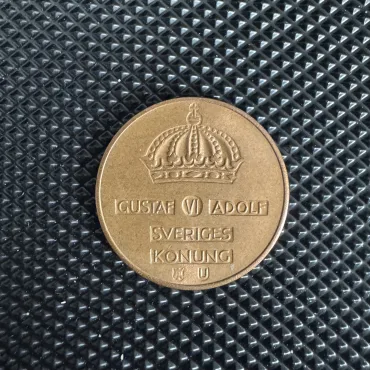 GUSTAF VI ADOLF
SVERIGES
KONUNG
U